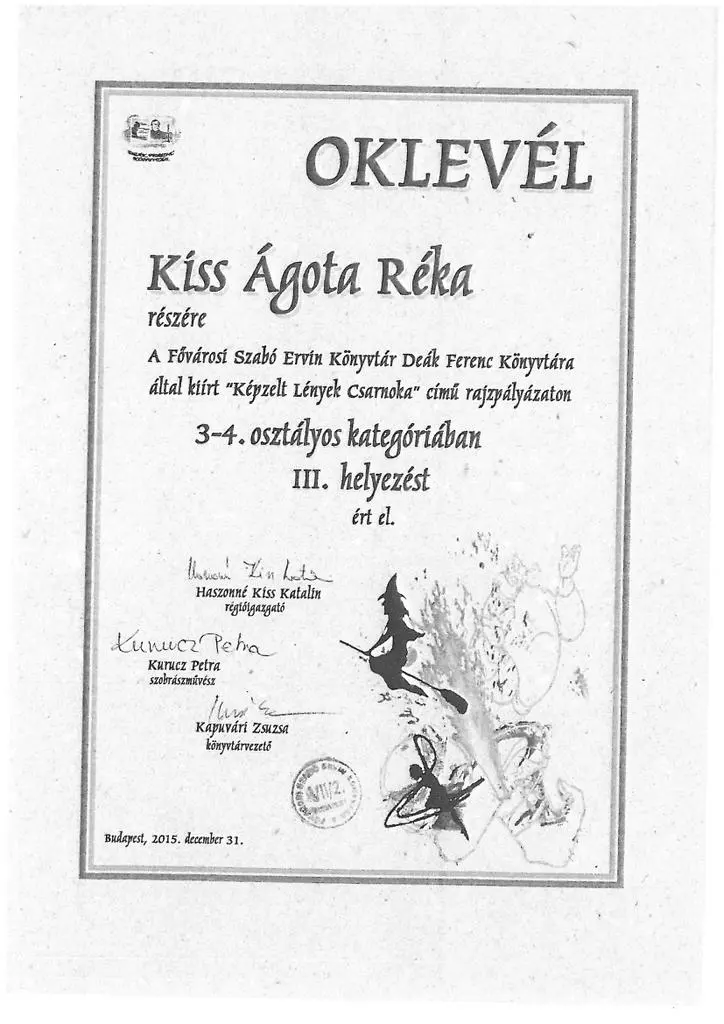 OKLEVÉL
Kiss Ágota Réka
részére
A Fővárosi Szabó Ervin Könyvtár Deák Ferenc Könyvtára
által kiírt "Képzelt Lények Csarnoka" című rajzpályázaton
3-4. osztályos kategóriában
III. helyezést
ért el.
Haszonné Kiss Katalin
régióigazgató
Kurucz Petra
Kurucz Petra
szobrászművész
Kapuvári Zsuzsa
könyvtárvezető
VII/2.
Budapest, 2015. december 31.